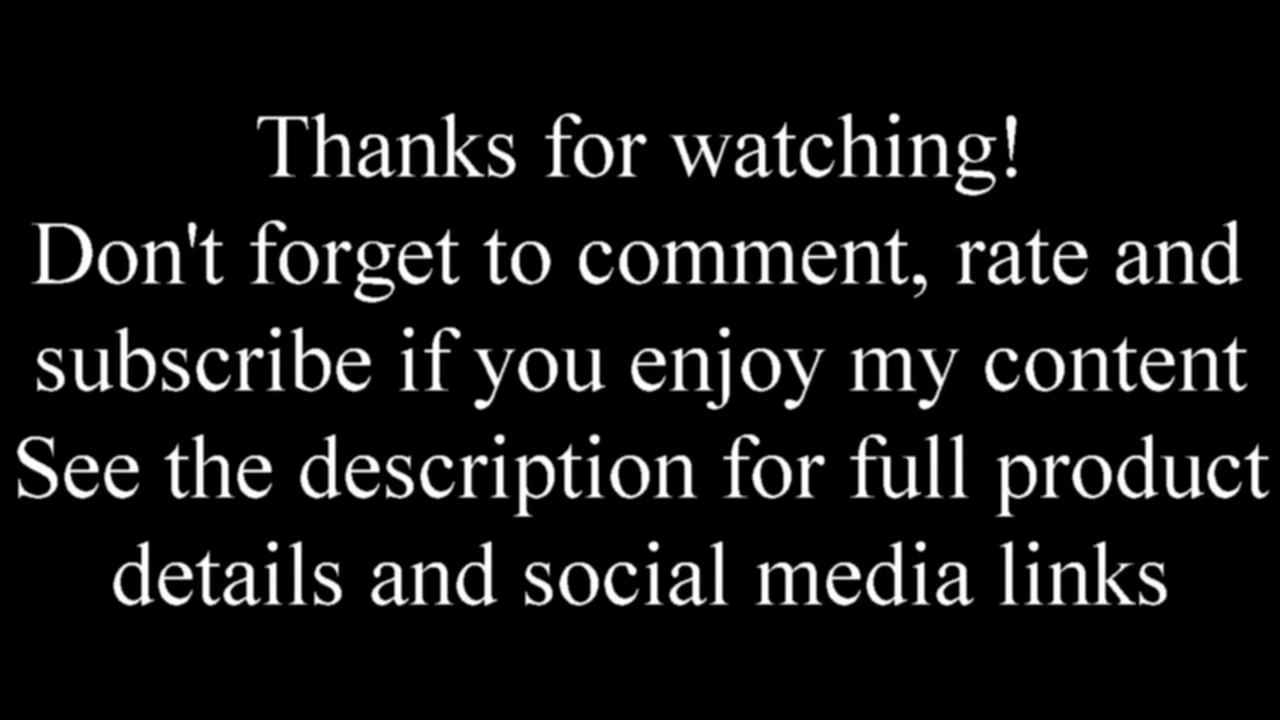 Thanks for watching!
Don't forget to comment, rate and
subscribe if you enjoy my content
See the description for full product
details and social media links